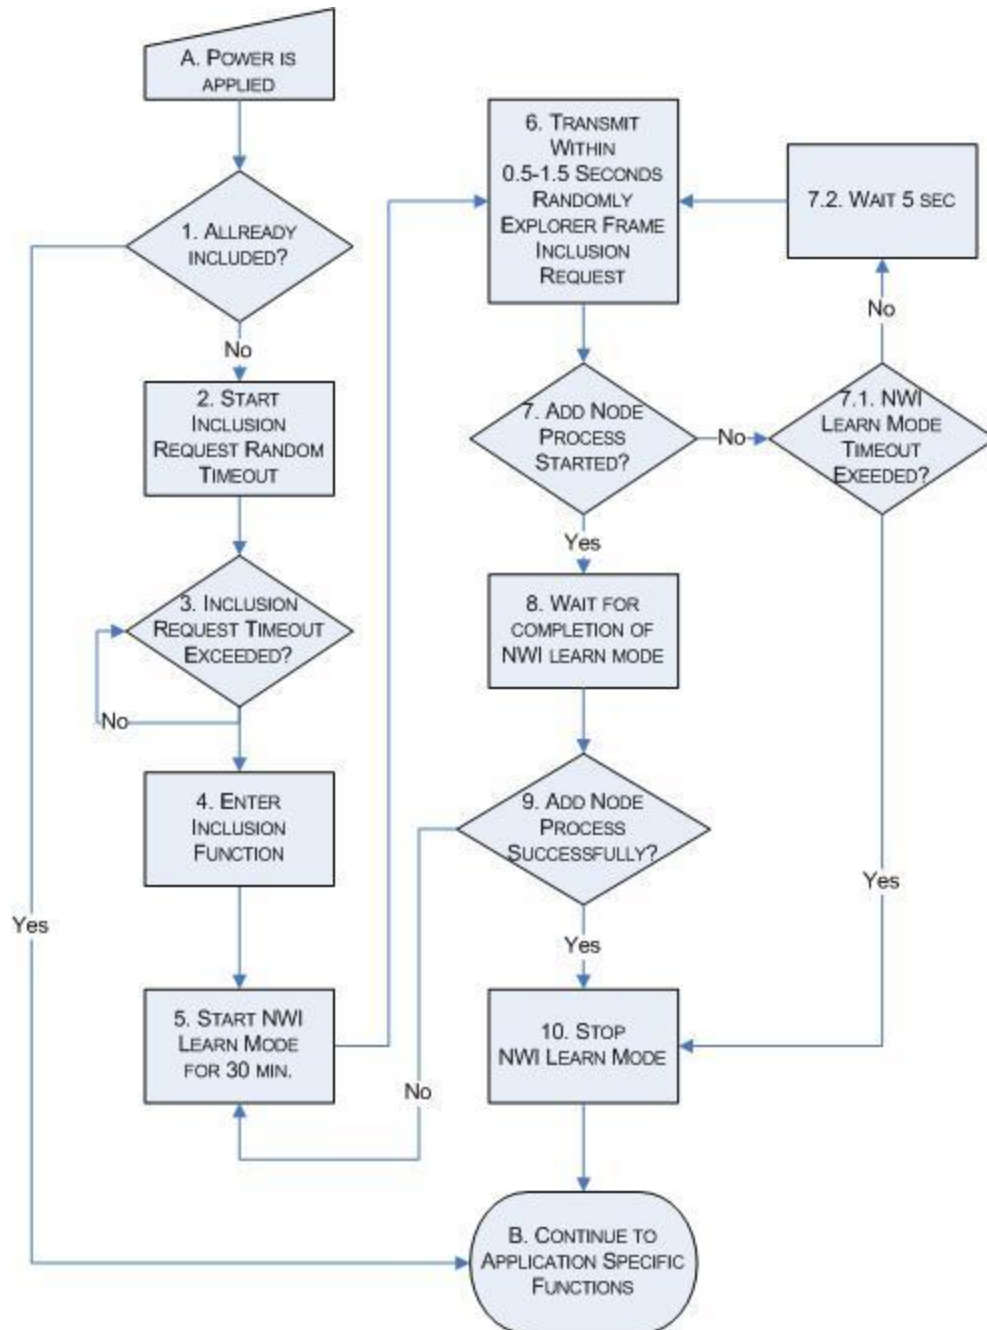 A. POWER IS
APPLIED
1. ALLREADY
INCLUDED?
No
2. START
INCLUSION
REQUEST RANDOM
TIMEOUT
3. INCLUSION
REQUEST TIMEOUT
EXCEEDED?
No
4. ENTER
INCLUSION
FUNCTION
Yes
5. START NWI
LEARN MODE
FOR 30 MIN.
6. TRANSMIT
WITHIN
0.5-1.5 SECONDS
RANDOMLY
EXPLORER FRAME
INCLUSION
REQUEST
7. ADD NODE
PROCESS
STARTED?
No
7.1. NWI
LEARN MODE
TIMEOUT
EXEEDED?
No
7.2. WAIT 5 SEC
Yes
8. WAIT FOR
COMPLETION OF
NWI LEARN MODE
9. ADD NODE
PROCESS
SUCCESSFULLY?
No
Yes
Yes
10. STOP
NWI LEARN MODE
B. CONTINUE TO
APPLICATION SPECIFIC
FUNCTIONS